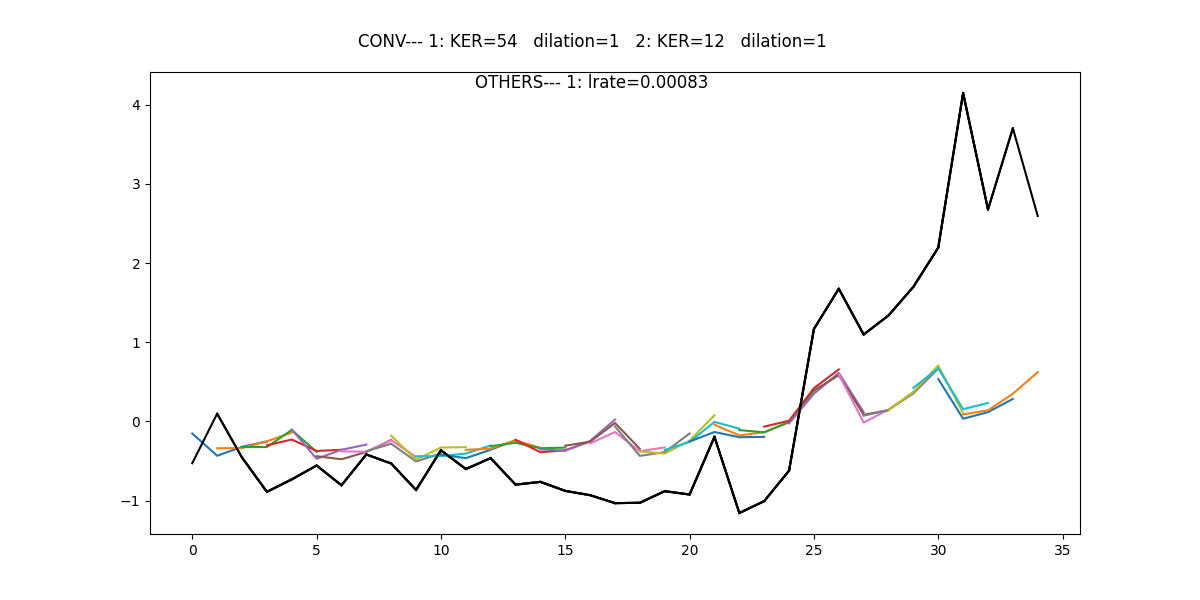 CONV--- 1: KER=54   dilation=1   2: KER=12   dilation=1
OTHERS--- 1: lrate=0.00083
4
3
2
1
0
−1
0 5 10 15 20 25 30 35